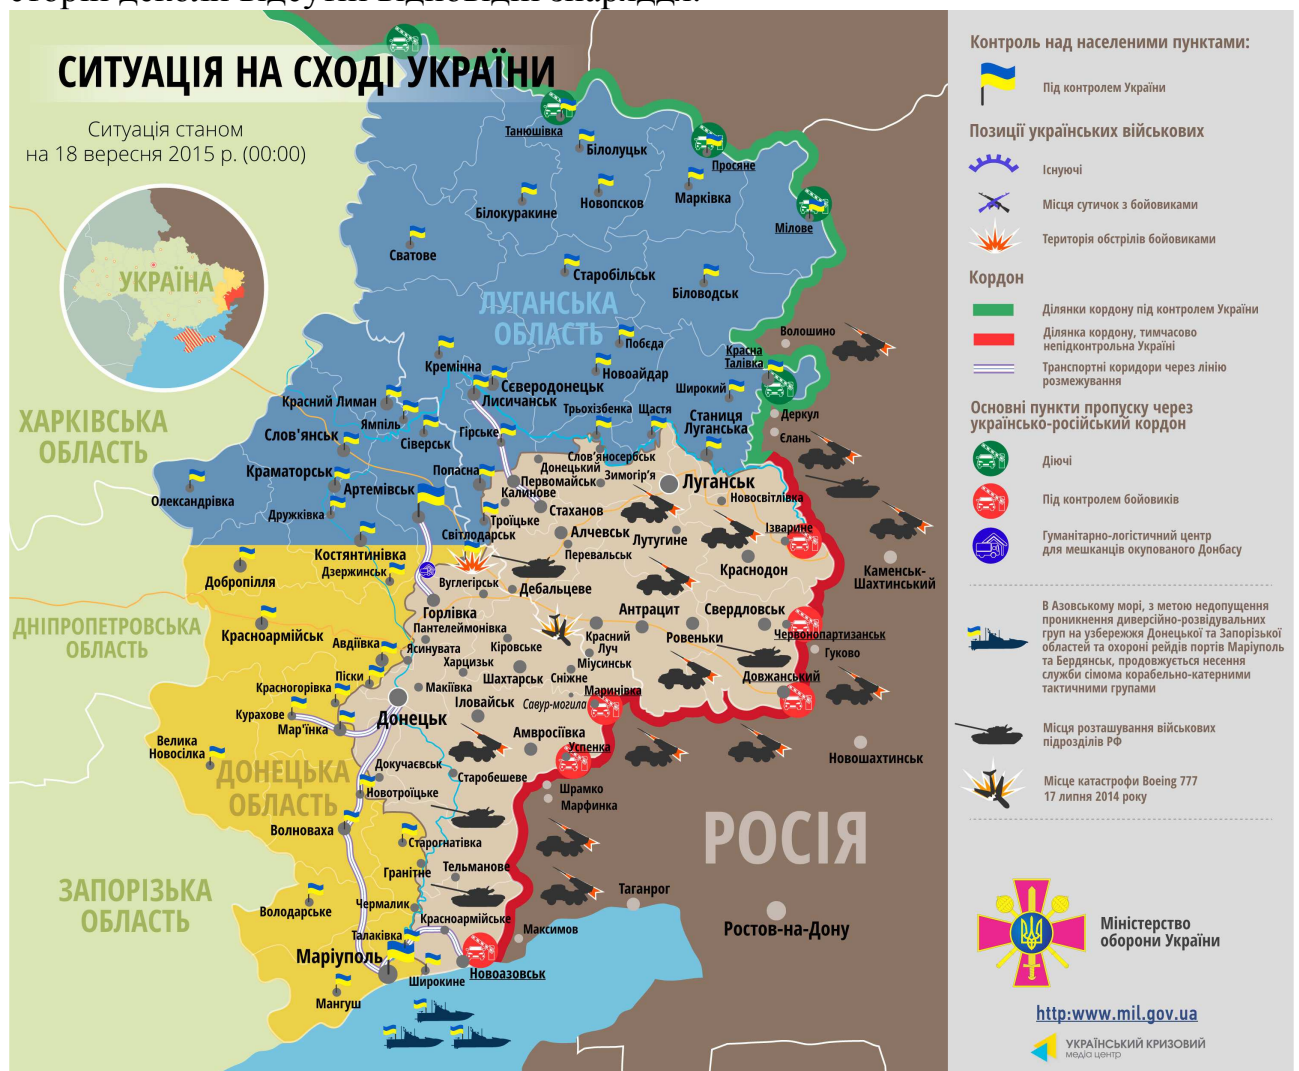 СИТУАЦІЯ НА СХОДІ УКРАЇНИ
Ситуація станом
на 18 вересня 2015 р. (00:00)
УКРАЇНА
ХАРКІВСЬКА
ОБЛАСТЬ
ДНІПРОПЕТРОВСЬКА
ОБЛАСТЬ
ЗАПОРІЗЬКА
ОБЛАСТЬ
ЛУГАНСЬКА
ОБЛАСТЬ
ДОНЕЦЬКА
ОБЛАСТЬ
РОСІЯ
Танюшівка
Білолуцьк
Просяне
Білокуракине
Новопсков
Марківка
Мілове
Сватове
Старобільськ
Біловодськ
Волошино
Побєда
Красна
Талівка
Кремінна
Новоайдар
Сєверодонецьк
Лисичанськ
Широкий
Красний Лиман
Ямпіль
Трьохізбенка
Щастя
Станиця
Луганська
Деркул
Єлань
Слов'янськ
Сіверськ
Гірське
Слов'яносербськ
Краматорськ
Попасна
Донецький
Зимогір'я
Первомайськ
Луганськ
Олександрівка
Артемівськ
Калинове
Новосвітлівка
Дружківка
Стаханов
Троїцьке
Світлодарськ
Алчевськ
Лутугине
Ізварине
Костянтинівка
Перевальськ
Добропілля
Дзержинськ
Вуглегірськ
Дебальцеве
Краснодон
Каменськ-
Шахтинський
Горлівка
Антрацит
Свердловськ
Красноармійськ
Пантелеймонівка
Авдіївка
Ясинувата
Кіровське
Красний
Луч
Ровеньки
Червонопартизанськ
Гуково
Харцизьк
Міусинськ
Піски
Шахтарськ
Сніжне
Довжанський
Красногорівка
Макіївка
Маринівка
Іловайськ
Савур-могила
Курахове
Мар'їнка
Донецьк
Амвросіївка
Успенка
Велика
Новосілка
Новошахтинськ
Докучаєвськ
Старобешеве
Новотроїцьке
Шрамко
Марфинка
Волноваха
Старогнатівка
Гранітне
Тельманове
Таганрог
Володарське
Чермалик
Красноармійське
Ростов-на-Дону
Талаківка
Максимов
Маріуполь
Широкине
Новоазовськ
Мангуш
Контроль над населеними пунктами:
Під контролем України
Позиції українських військових
Існуючі
Місця сутичок з бойовиками
Територія обстрілів бойовиками
Кордон
Ділянки кордону під контролем України
Ділянка кордону, тимчасово
непідконтрольна Україні
Транспортні коридори через лінію
розмежування
Основні пункти пропуску через
українсько-російський кордон
Діючі
Під контролем бойовиків
Гуманітарно-логістичний центр
для мешканців окупованого Донбасу
В Азовському морі, з метою недопущення
проникнення диверсійно-розвідувальних
груп на узбережжя Донецької та Запорізької
областей та охороні рейдів портів Маріуполь
та Бердянськ, продовжується несення
служби сімома корабельно-катерними
тактичними групами
Місця розташування військових
підрозділів РФ
Місце катастрофи Boeing 777
17 липня 2014 року
Міністерство
оборони України
http:www.mil.gov.ua
УКРАЇНСЬКИЙ КРИЗОВИЙ
медіа центр